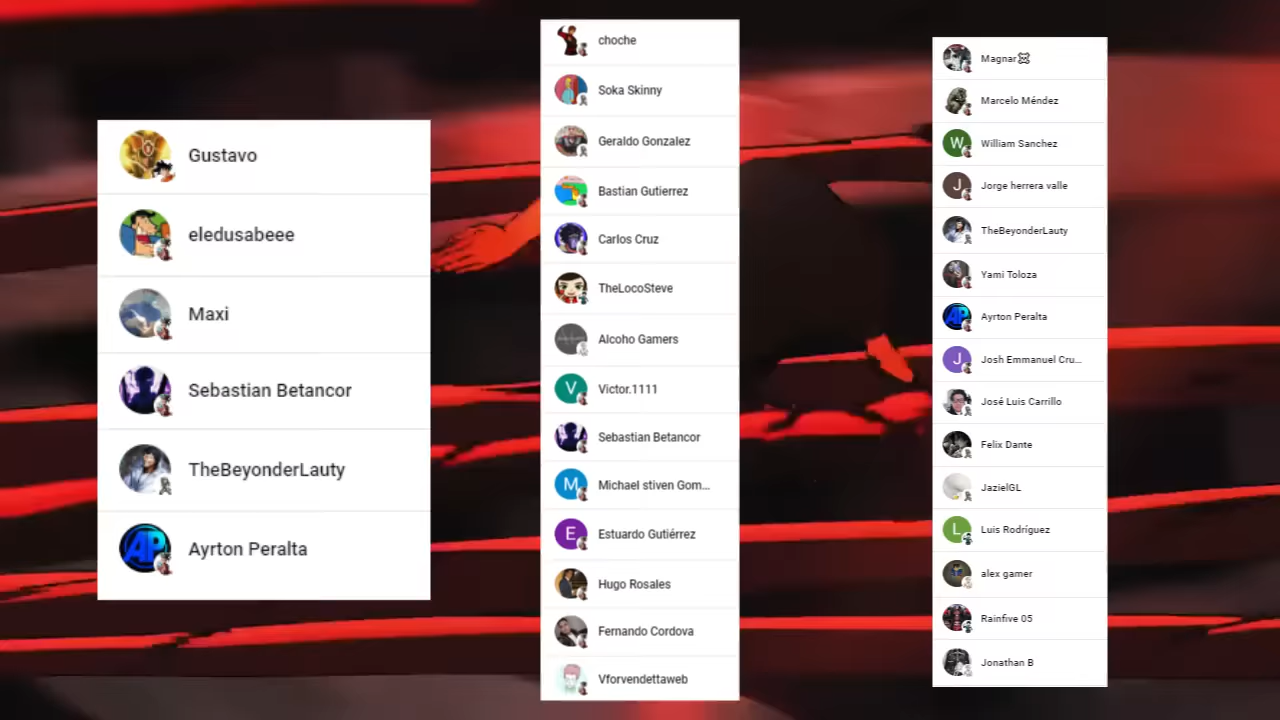 Gustavo
eledusabeee
Maxi
Sebastian Betancor
TheBeyonderLauty
AP
Ayrton Peralta
choche
Soka Skinny
Geraldo Gonzalez
Bastian Gutierrez
Carlos Cruz
TheLocoSteve
Alcoho Gamers
V
Victor.1111
Sebastian Betancor
M
Michael stiven Gom...
E
Estuardo Gutiérrez
Hugo Rosales
Fernando Cordova
Vforvendettaweb
Magnar
Marcelo Méndez
W
William Sanchez
J
Jorge herrera valle
TheBeyonderLauty
Yami Toloza
AP
Ayrton Peralta
J
Josh Emmanuel Cru...
José Luis Carrillo
Felix Dante
JazielGL
L
Luis Rodríguez
alex gamer
Rainfive 05
Jonathan B